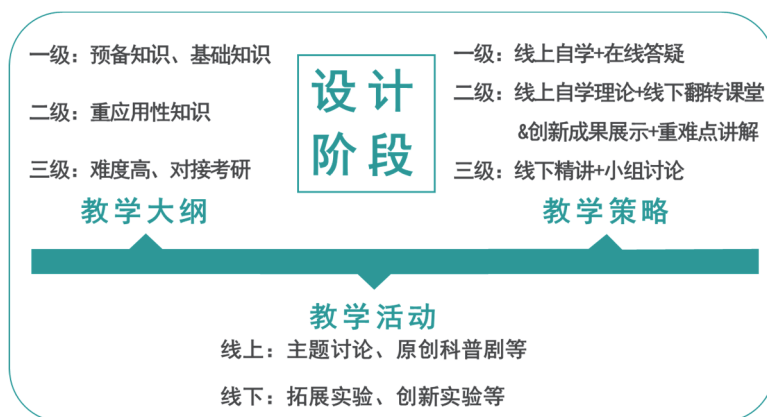 一级：预备知识、基础知识
二级：重应用性知识
三级：难度高、对接考研
教学大纲
设计
阶段
一级：线上自学+在线答疑
二级：线上自学理论+线下翻转课堂
&创新成果展示+重难点讲解
三级：线下精讲+小组讨论
教学策略
教学活动
线上：主题讨论、原创科普剧等
线下：拓展实验、创新实验等